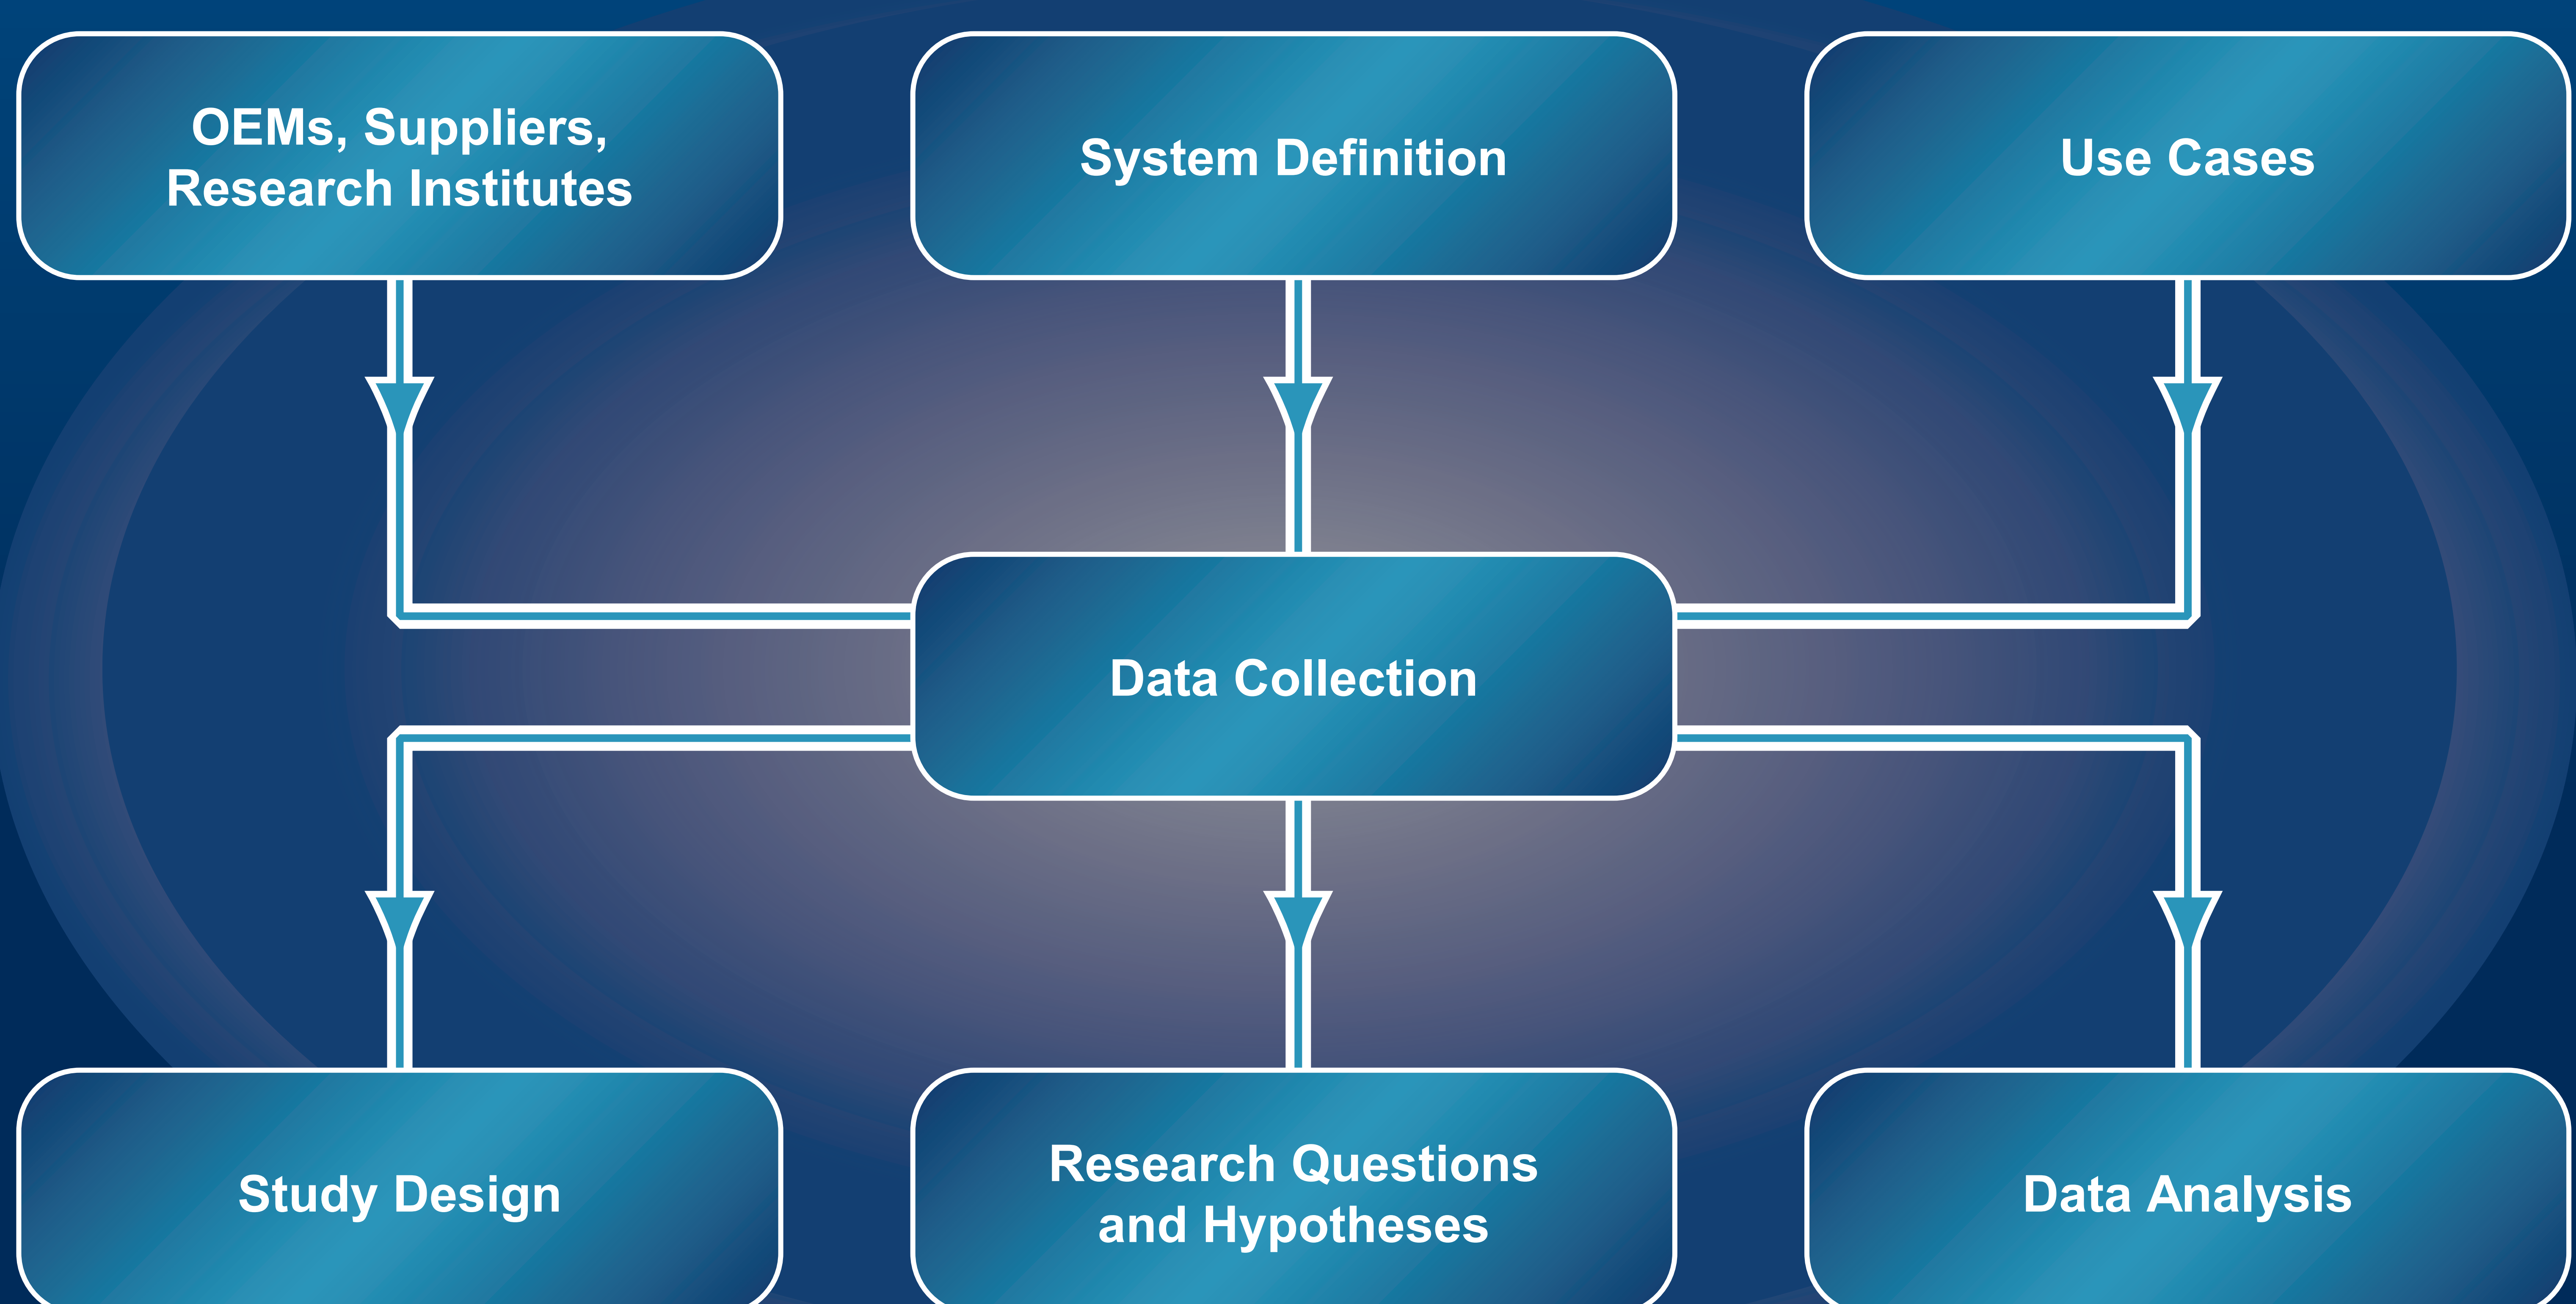 OEMs, Suppliers,
Research Institutes
System Definition
Use Cases
Data Collection
Study Design
Research Questions
and Hypotheses
Data Analysis